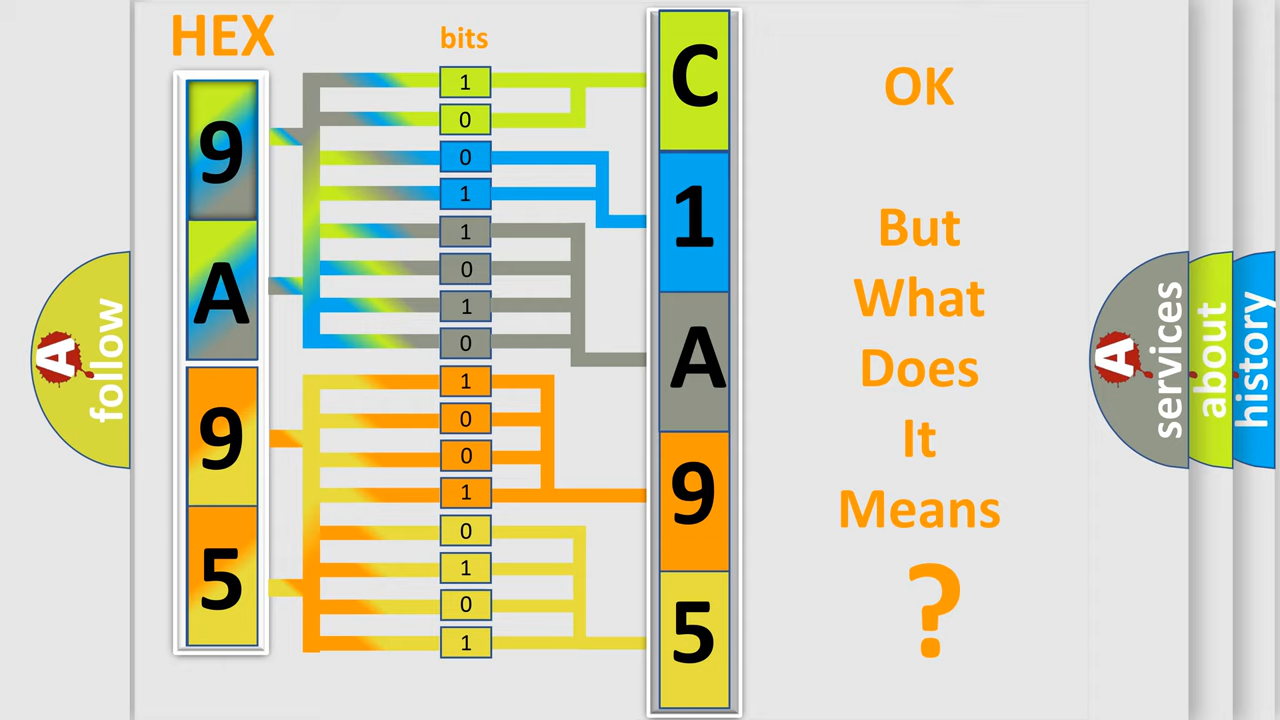 HEX
bits
9
A
9
5
1
0
0
1
1
0
1
0
1
0
0
1
0
1
0
1
C
1
A
9
5
OK
But
What
Does
It
Means
?
A
follow
A
services
about
history